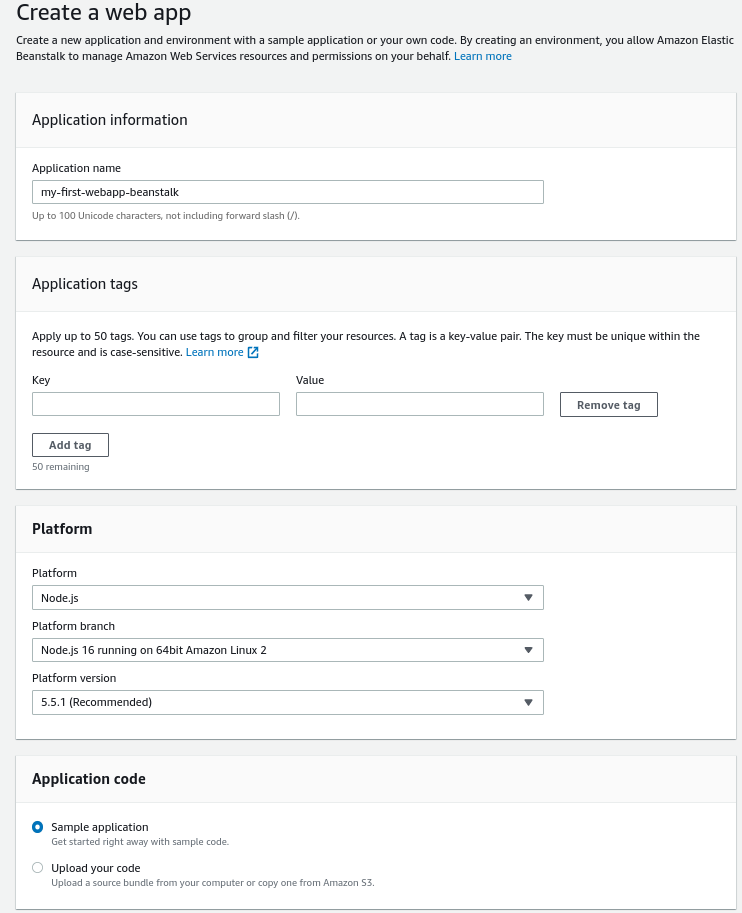 Create a web app
Create a new application and environment with a sample application or your own code. By creating an environment, you allow Amazon Elastic
Beanstalk to manage Amazon Web Services resources and permissions on your behalf. Learn more
Application information
Application name
my-first-webapp-beanstalk
Up to 100 Unicode characters, not including forward slash (/).
Application tags
Apply up to 50 tags. You can use tags to group and filter your resources. A tag is a key-value pair. The key must be unique within the
resource and is case-sensitive. Learn more
Key Value
Remove tag
Add tag
50 remaining
Platform
Platform
Node.js
Platform branch
Node.js 16 running on 64bit Amazon Linux 2
Platform version
5.5.1 (Recommended)
Application code
Sample application
Get started right away with sample code.
Upload your code
Upload a source bundle from your computer or copy one from Amazon S3.